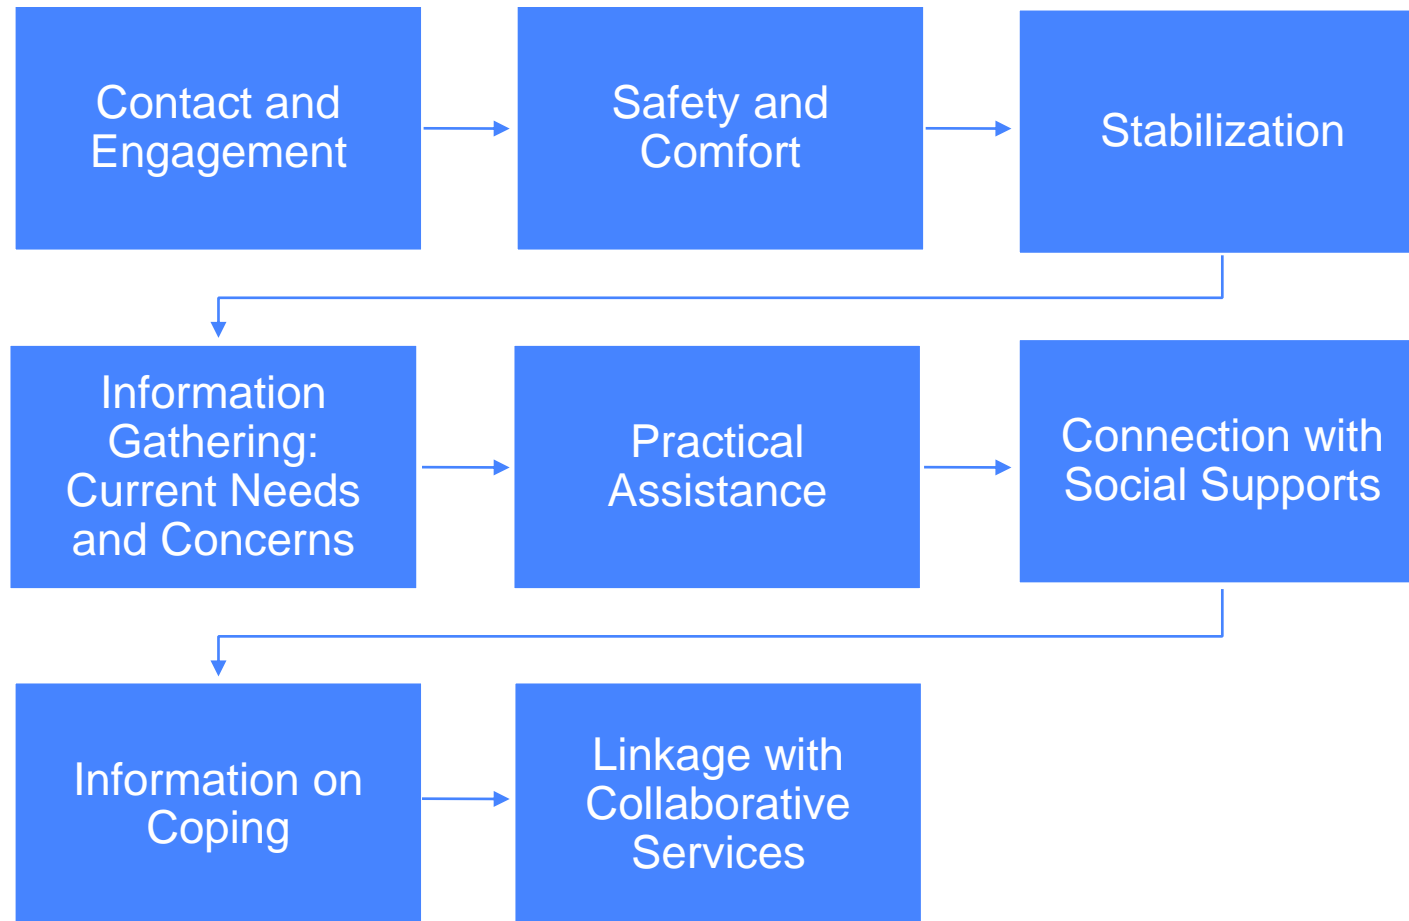 Contact and
Engagement
Safety and
Comfort
Stabilization
Information
Gathering:
Current Needs
and Concerns
Practical
Assistance
Connection with
Social Supports
Information on
Coping
Linkage with
Collaborative
Services